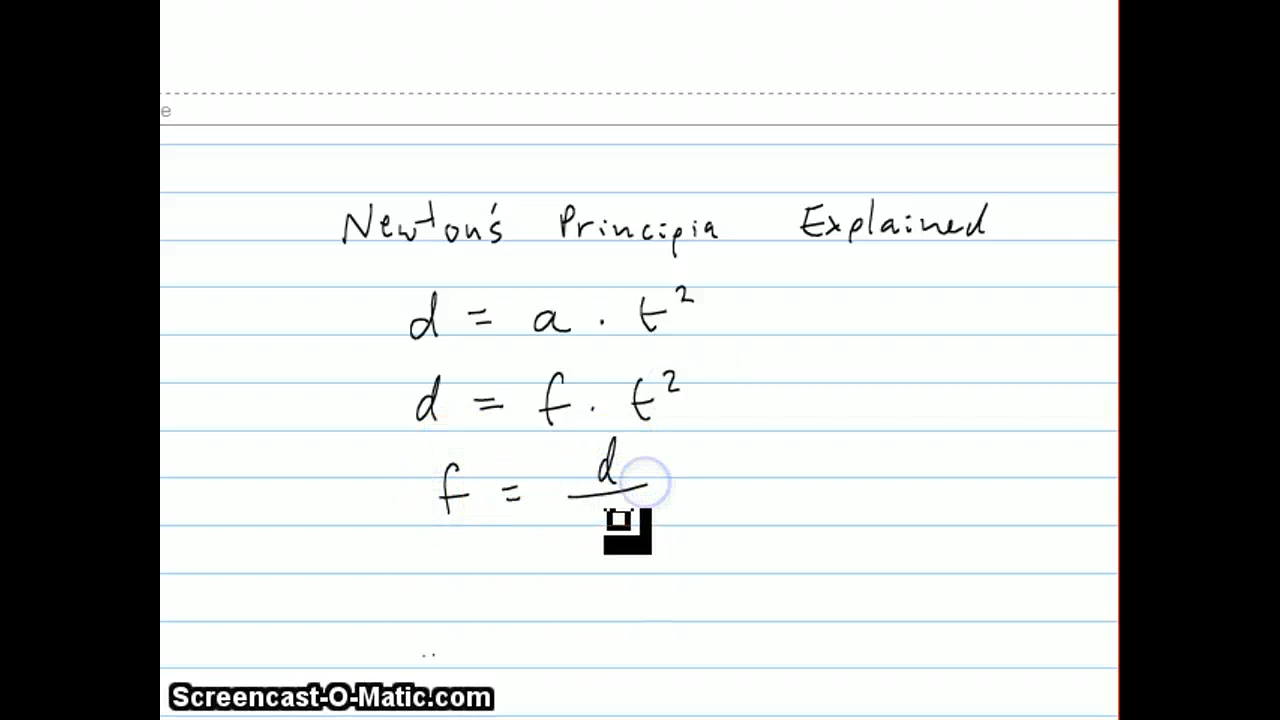 e
Newton's Principia Explained
d = a . t²
d = f . t²
f = d/
Screencast-O-Matic.com